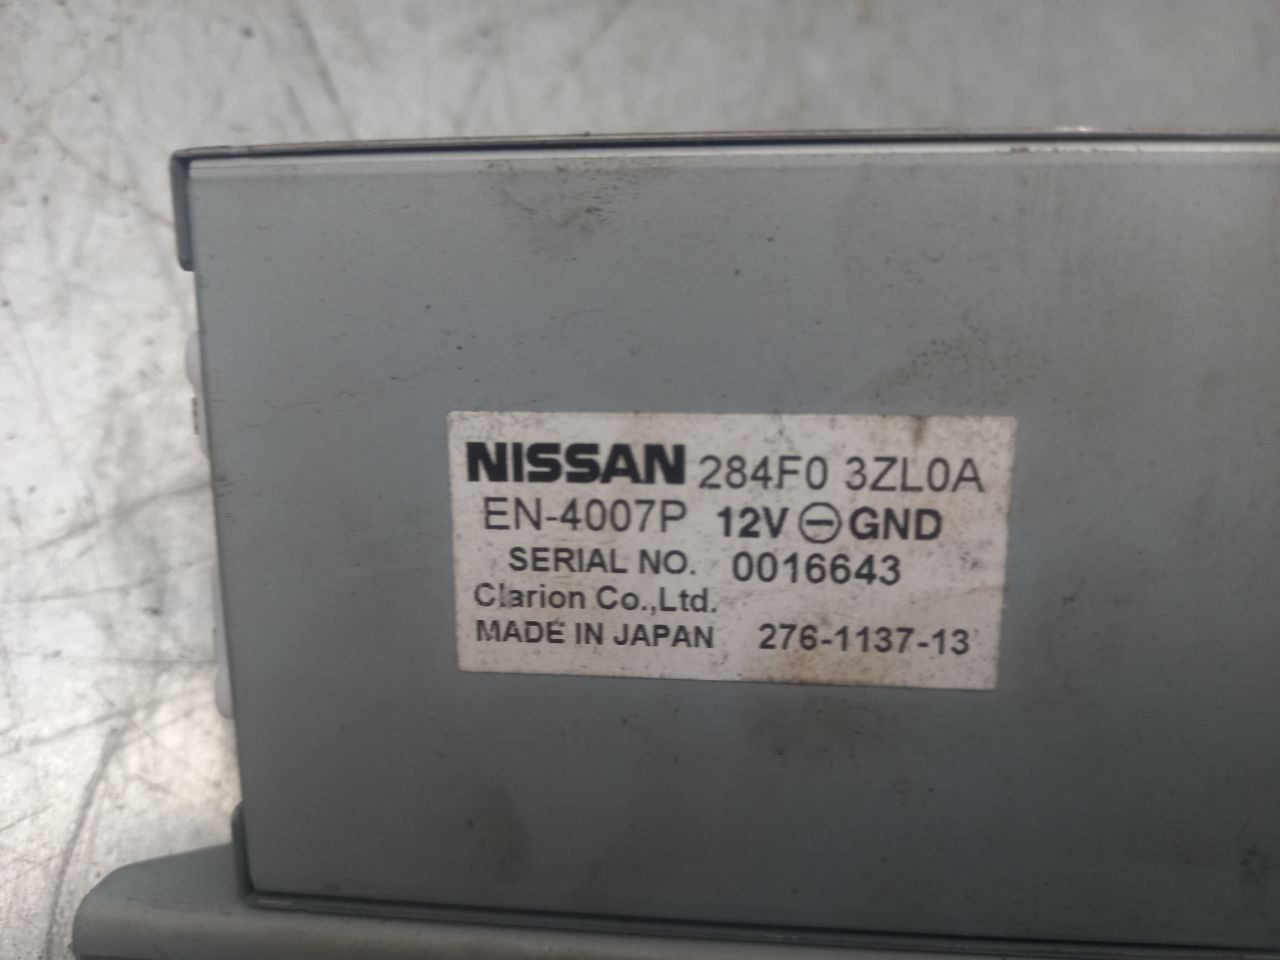 NISSAN 284F0 3ZL0A
EN-4007P 12V ⊖ GND
SERIAL NO. 0016643
Clarion Co.,Ltd.
MADE IN JAPAN 276-1137-13